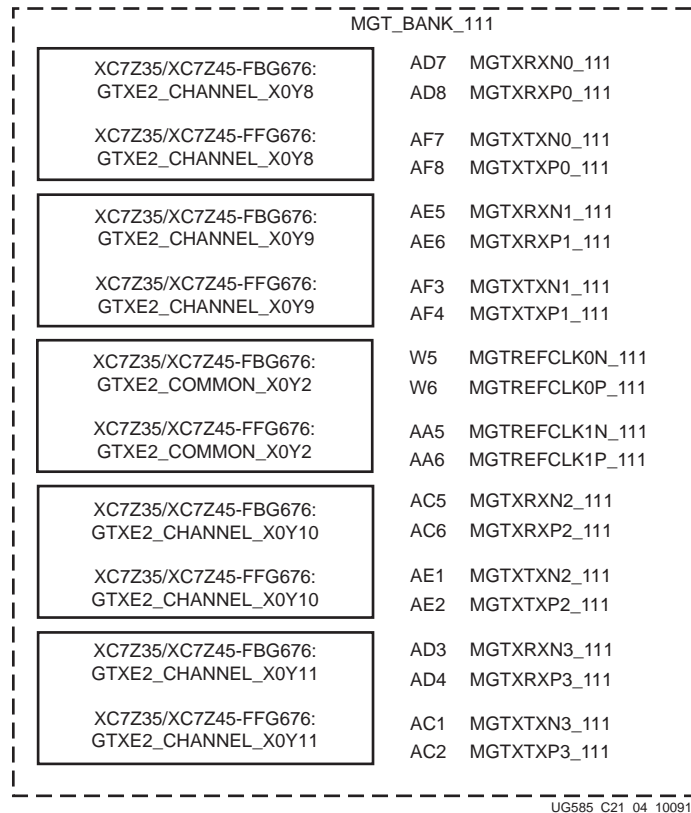 MGT_BANK_111
XC7Z35/XC7Z45-FBG676:
GTXE2_CHANNEL_X0Y8
XC7Z35/XC7Z45-FFG676:
GTXE2_CHANNEL_X0Y8
AD7 MGTXRXN0_111
AD8 MGTXRXP0_111
AF7 MGTXTXN0_111
AF8 MGTXTXP0_111
XC7Z35/XC7Z45-FBG676:
GTXE2_CHANNEL_X0Y9
XC7Z35/XC7Z45-FFG676:
GTXE2_CHANNEL_X0Y9
AE5 MGTXRXN1_111
AE6 MGTXRXP1_111
AF3 MGTXTXN1_111
AF4 MGTXTXP1_111
XC7Z35/XC7Z45-FBG676:
GTXE2_COMMON_X0Y2
XC7Z35/XC7Z45-FFG676:
GTXE2_COMMON_X0Y2
W5 MGTREFCLK0N_111
W6 MGTREFCLK0P_111
AA5 MGTREFCLK1N_111
AA6 MGTREFCLK1P_111
XC7Z35/XC7Z45-FBG676:
GTXE2_CHANNEL_X0Y10
XC7Z35/XC7Z45-FFG676:
GTXE2_CHANNEL_X0Y10
AC5 MGTXRXN2_111
AC6 MGTXRXP2_111
AE1 MGTXTXN2_111
AE2 MGTXTXP2_111
XC7Z35/XC7Z45-FBG676:
GTXE2_CHANNEL_X0Y11
XC7Z35/XC7Z45-FFG676:
GTXE2_CHANNEL_X0Y11
AD3 MGTXRXN3_111
AD4 MGTXRXP3_111
AC1 MGTXTXN3_111
AC2 MGTXTXP3_111
UG585_C21_04_10091